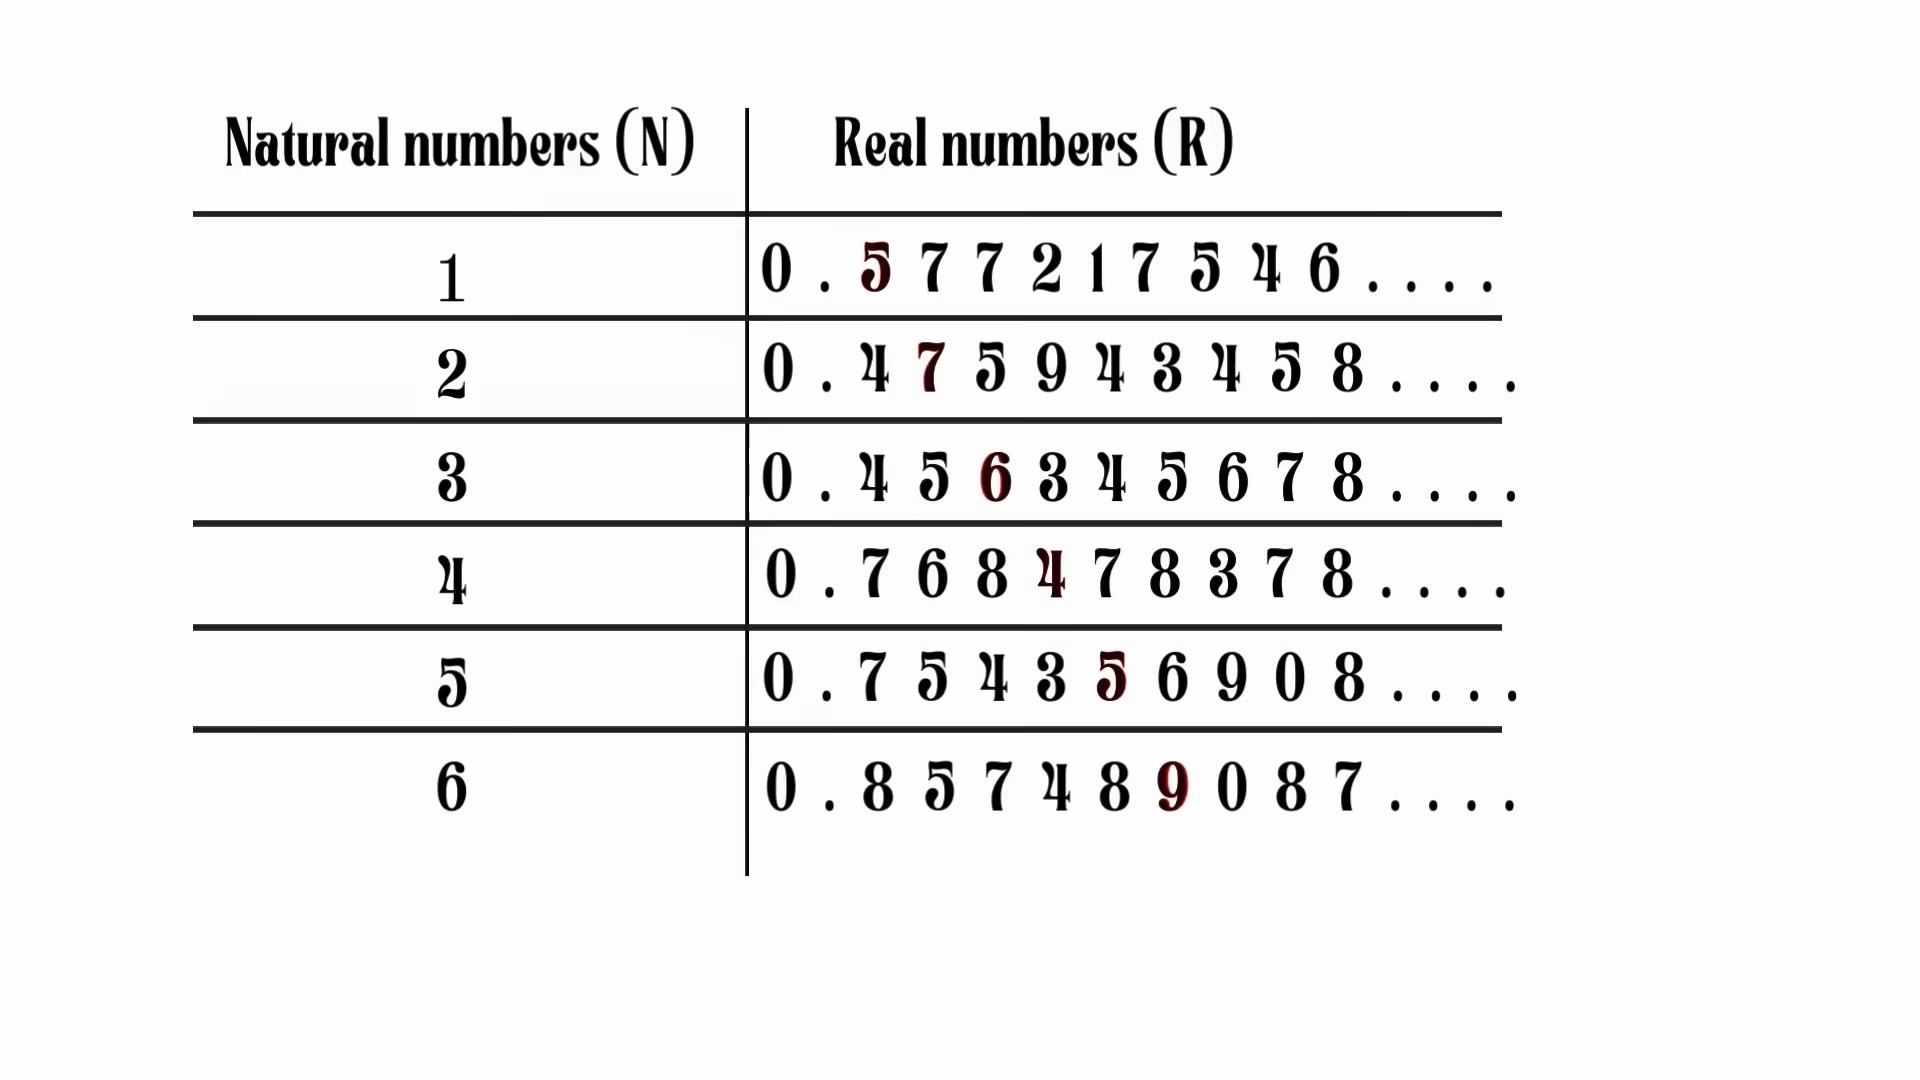 Natural numbers (N) Real numbers (R)
1 0 . 5 7 7 2 1 7 5 4 6 . . . .
2 0 . 4 7 5 9 4 3 4 5 8 . . . .
3 0 . 4 5 6 3 4 5 6 7 8 . . . .
4 0 . 7 6 8 4 7 8 3 7 8 . . . .
5 0 . 7 5 4 3 5 6 9 0 8 . . . .
6 0 . 8 5 7 4 8 9 0 8 7 . . . .